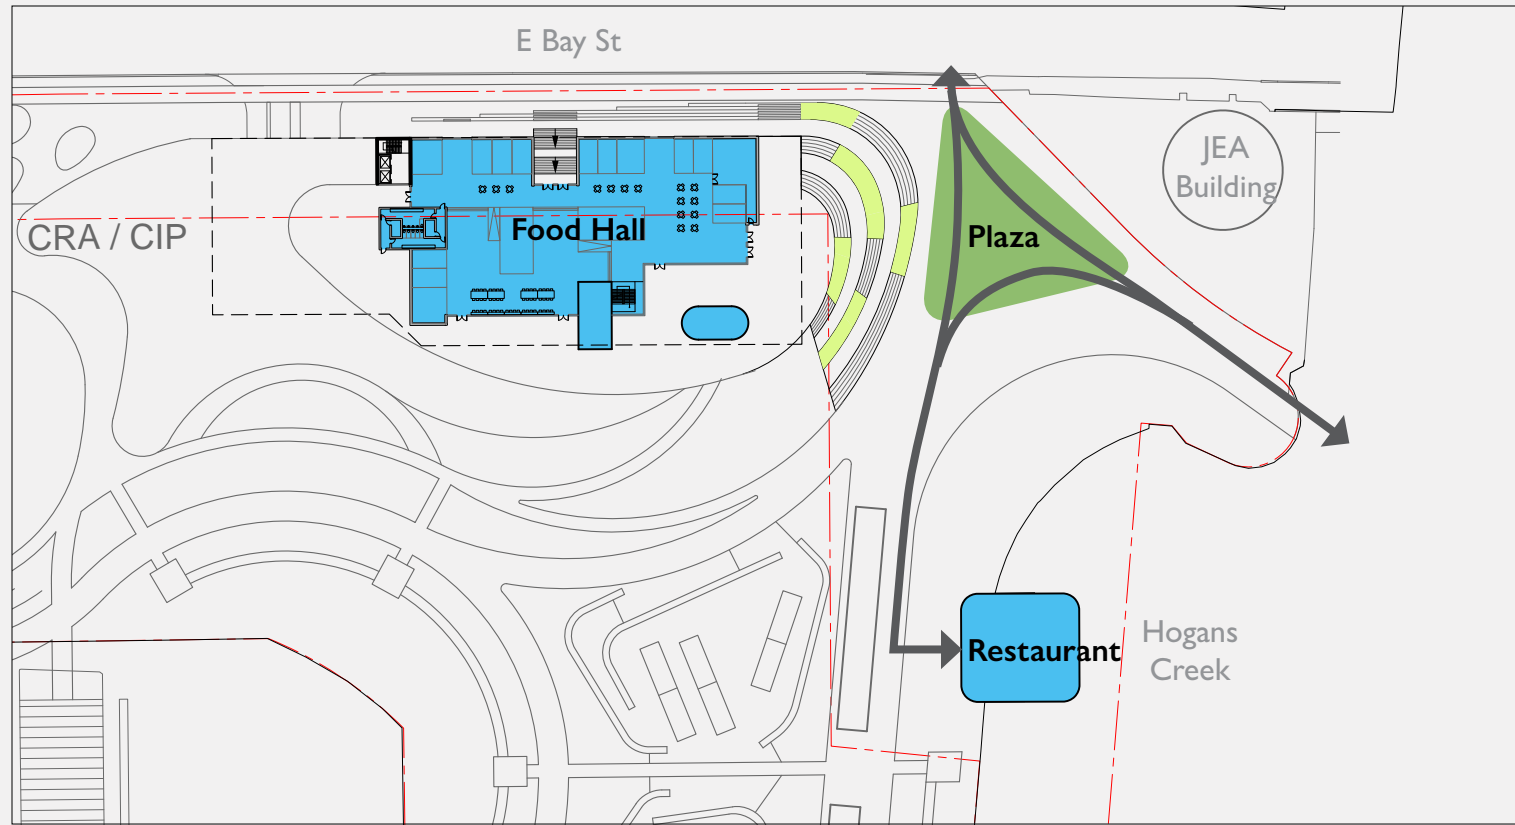 E Bay St
JEA
Building
CRA / CIP
Food Hall
Plaza
Restaurant
Hogans
Creek